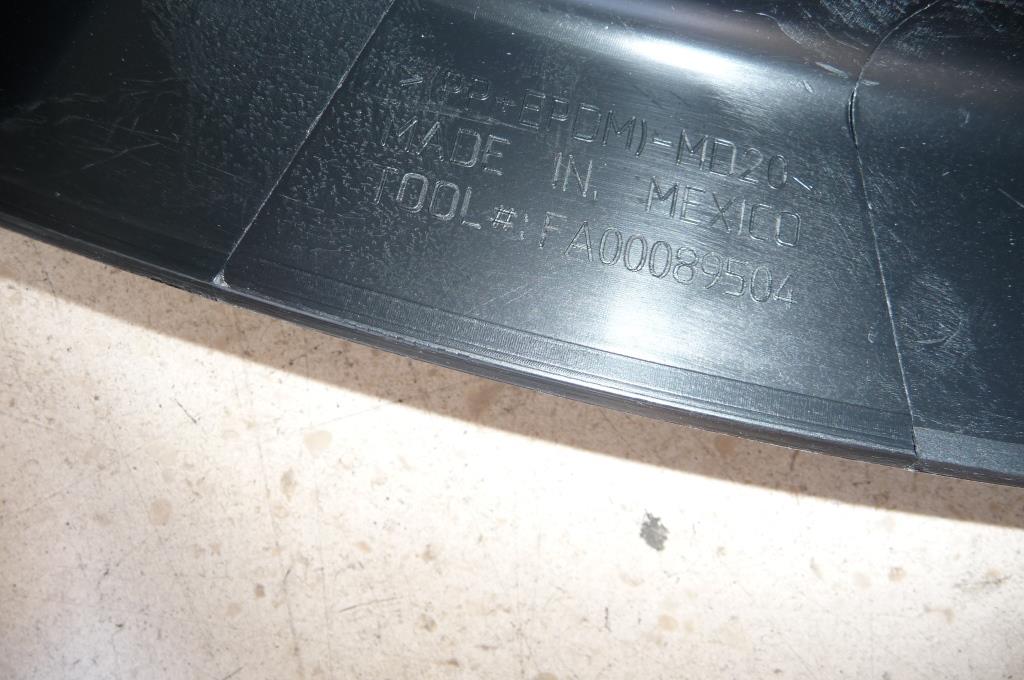 >(PP+EPDM)-MD20<
MADE IN MEXICO
TOOL#: FA00089504